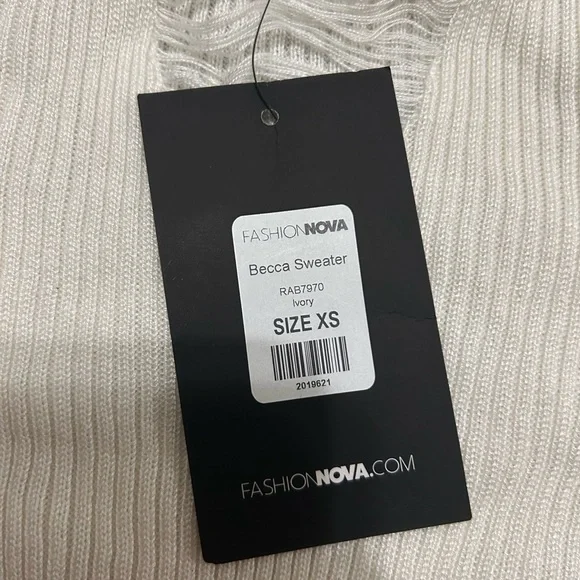 FASHIONNOVA
Becca Sweater
RAB7970
Ivory
SIZE XS
2019621
FASHIONNOVA.COM